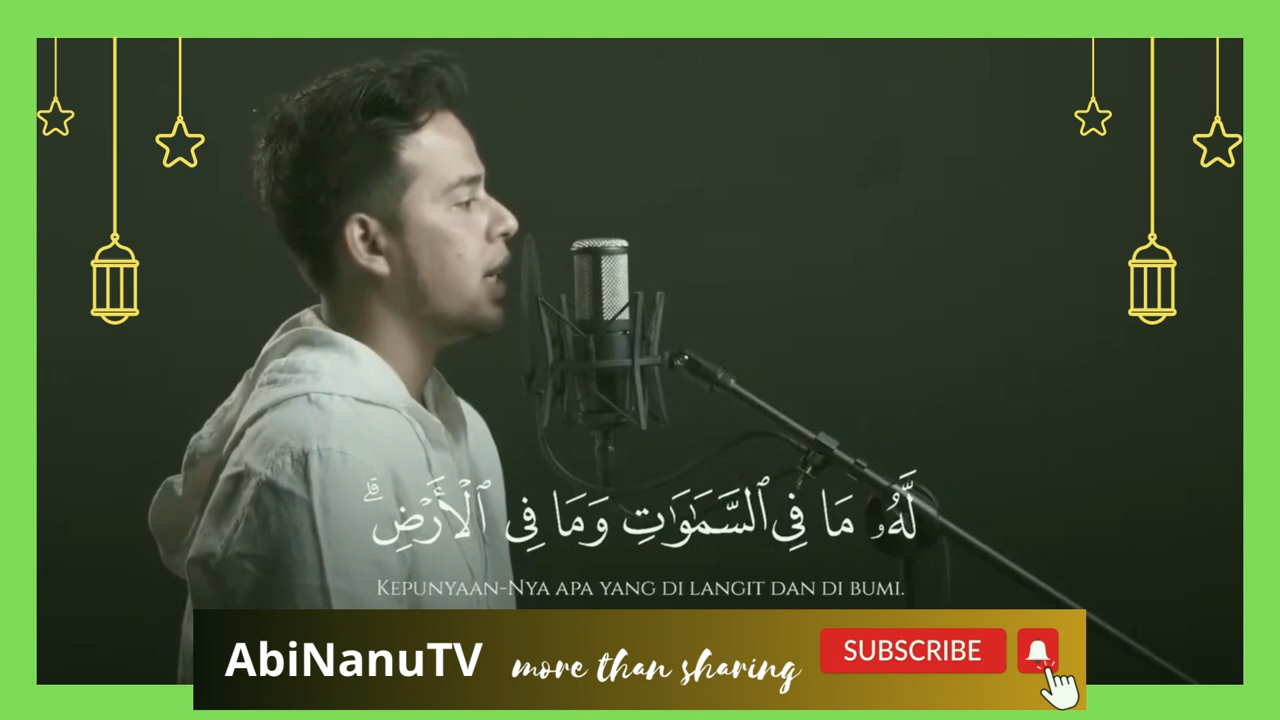 لَّهُۥ مَا فِى ٱلسَّمَٰوَٰتِ وَمَا فِى ٱلْأَرْضِ ۗ
KEPUNYAAN-NYA APA YANG DI LANGIT DAN DI BUMI.
AbiNanuTV more than sharing SUBSCRIBE